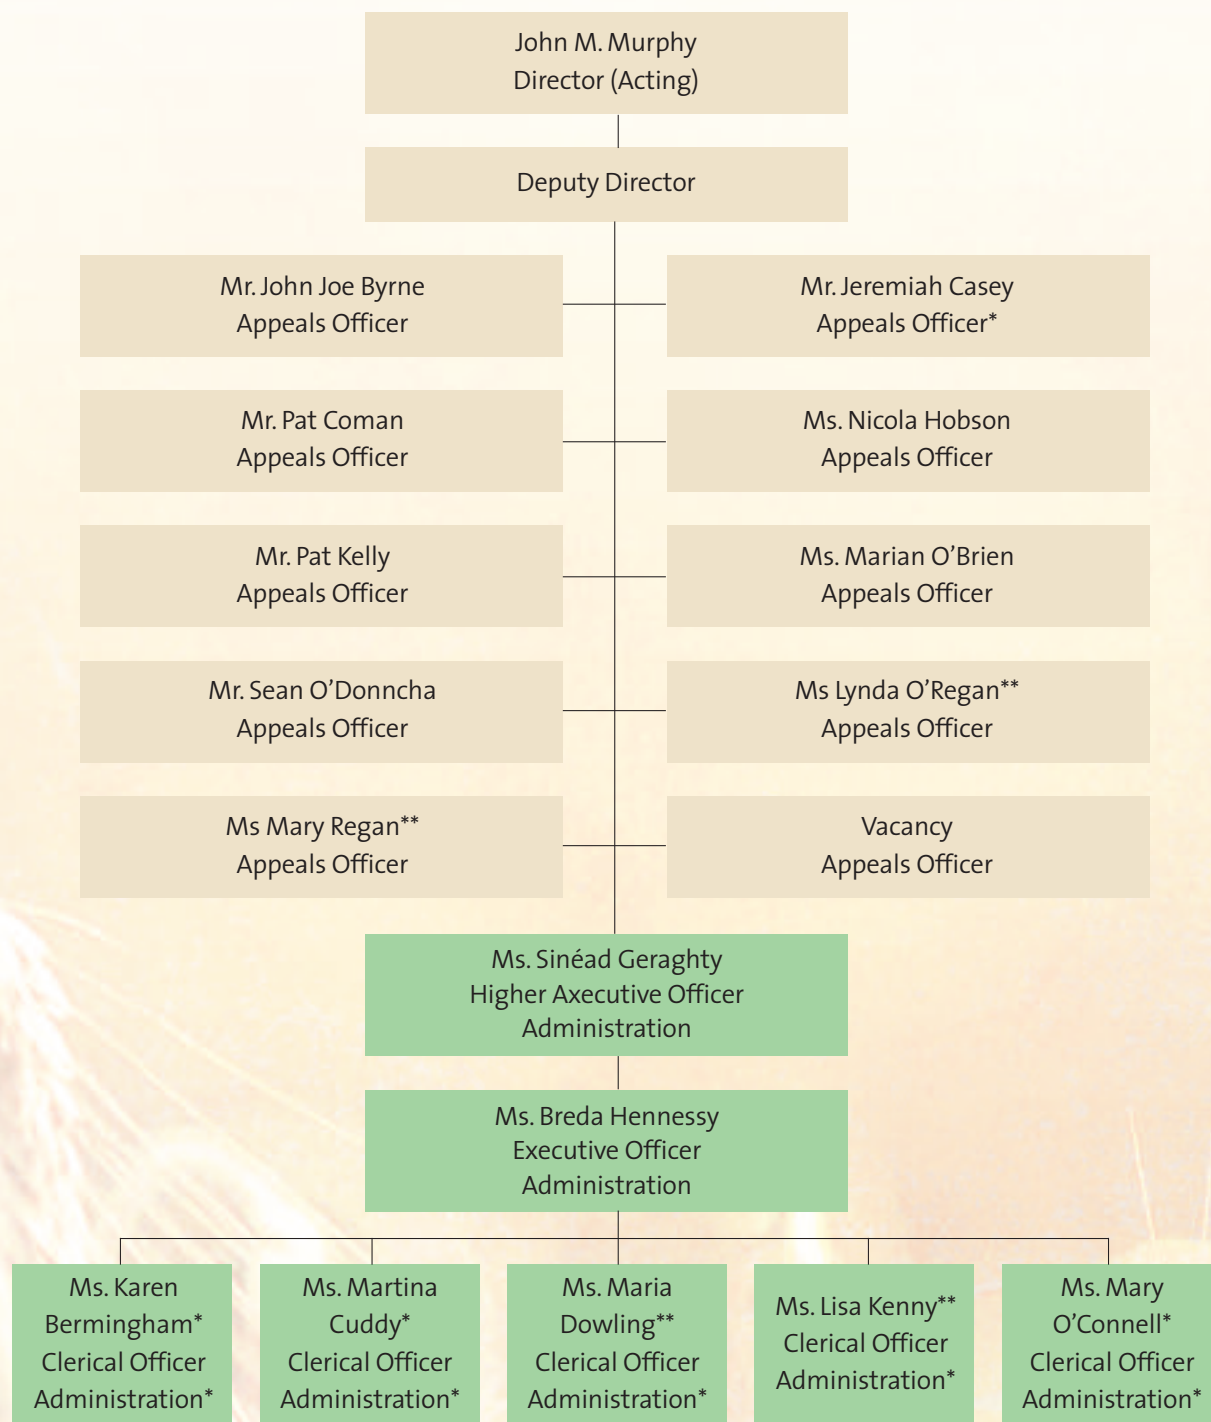 John M. Murphy
Director (Acting)
Deputy Director
Mr. John Joe Byrne
Appeals Officer
Mr. Jeremiah Casey
Appeals Officer*
Mr. Pat Coman
Appeals Officer
Ms. Nicola Hobson
Appeals Officer
Mr. Pat Kelly
Appeals Officer
Ms. Marian O’Brien
Appeals Officer
Mr. Sean O’Donncha
Appeals Officer
Ms Lynda O’Regan**
Appeals Officer
Ms Mary Regan**
Appeals Officer
Vacancy
Appeals Officer
Ms. Sinéad Geraghty
Higher Axecutive Officer
Administration
Ms. Breda Hennessy
Executive Officer
Administration
Ms. Karen
Bermingham*
Clerical Officer
Administration*
Ms. Martina
Cuddy*
Clerical Officer
Administration*
Ms. Maria
Dowling**
Clerical Officer
Administration*
Ms. Lisa Kenny**
Clerical Officer
Administration*
Ms. Mary
O’Connell*
Clerical Officer
Administration*